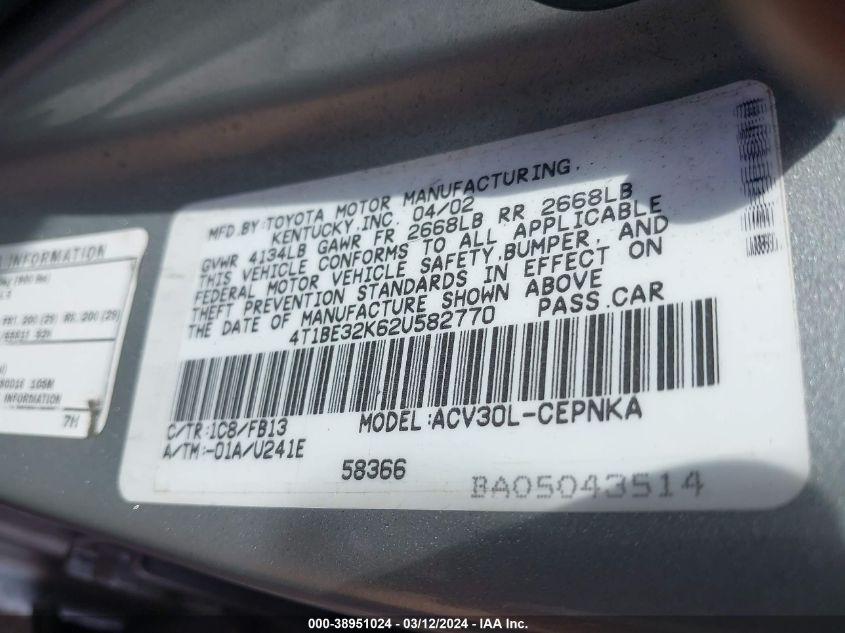 MFD.BY:TOYOTA MOTOR MANUFACTURING,
KENTUCKY,INC. 04/02
GVWR 4134LB GAWR FR 2668LB RR 2668LB
THIS VEHICLE CONFORMS TO ALL APPLICABLE
FEDERAL MOTOR VEHICLE SAFETY,BUMPER, AND
THEFT PREVENTION STANDARDS IN EFFECT ON
THE DATE OF MANUFACTURE SHOWN ABOVE
4T1BE32K62U582770 PASS.CAR
C/TR:1C8/FB13 MODEL:ACV30L-CEPNKA
A/TM:-01A/U241E
58366
BA05043514
INFORMATION
INFORMATION
7H
000-38951024 - 03/12/2024 - IAA Inc.